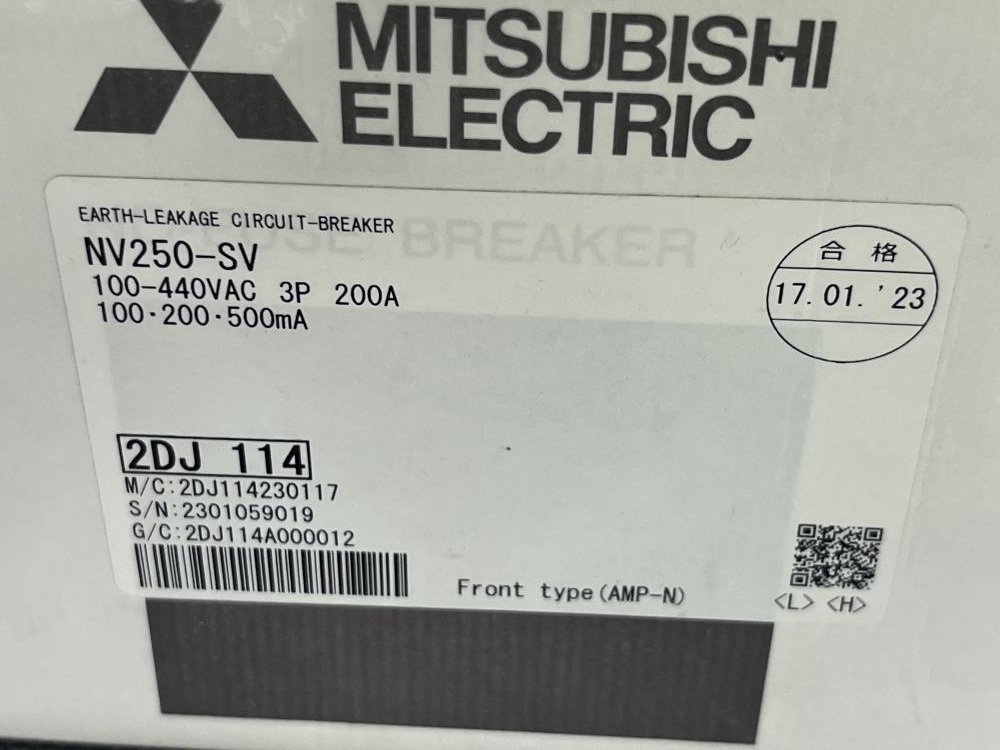 MITSUBISHI
ELECTRIC
EARTH-LEAKAGE CIRCUIT-BREAKER
NV250-SV
100-440VAC 3P 200A
100·200·500mA
BREAKER
合格
17.01.'23
2DJ 114
M/C:2DJ114230117
S/N:2301059019
G/C:2DJ114A000012
Front type(AMP-N)
<L> <H>